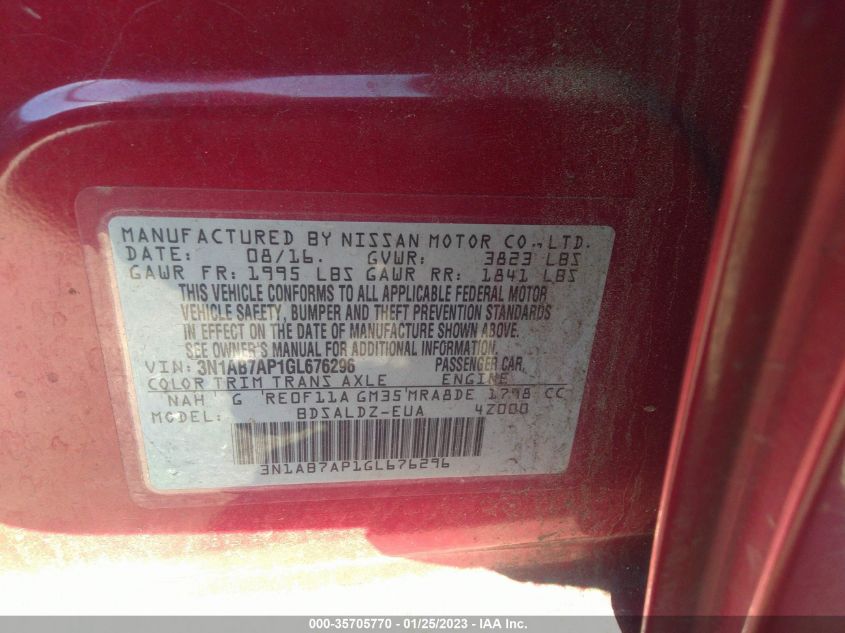 MANUFACTURED BY NISSAN MOTOR CO., LTD.
DATE: 08/16. GVWR: 3823 LBS
GAWR FR: 1995 LBS GAWR RR: 1841 LBS
THIS VEHICLE CONFORMS TO ALL APPLICABLE FEDERAL MOTOR
VEHICLE SAFETY, BUMPER AND THEFT PREVENTION STANDARDS
IN EFFECT ON THE DATE OF MANUFACTURE SHOWN ABOVE.
SEE OWNER'S MANUAL FOR ADDITIONAL INFORMATION.
VIN: 3N1AB7AP1GL676296 PASSENGER CAR.
COLOR TRIM TRANS AXLE ENGINE
NAH G RE0F11A GM35 MRA8DE 1798 CC
MODEL: BDSALDZ-EUA 4Z000
3N1AB7AP1GL676296
000-35705770 - 01/25/2023 - IAA Inc.